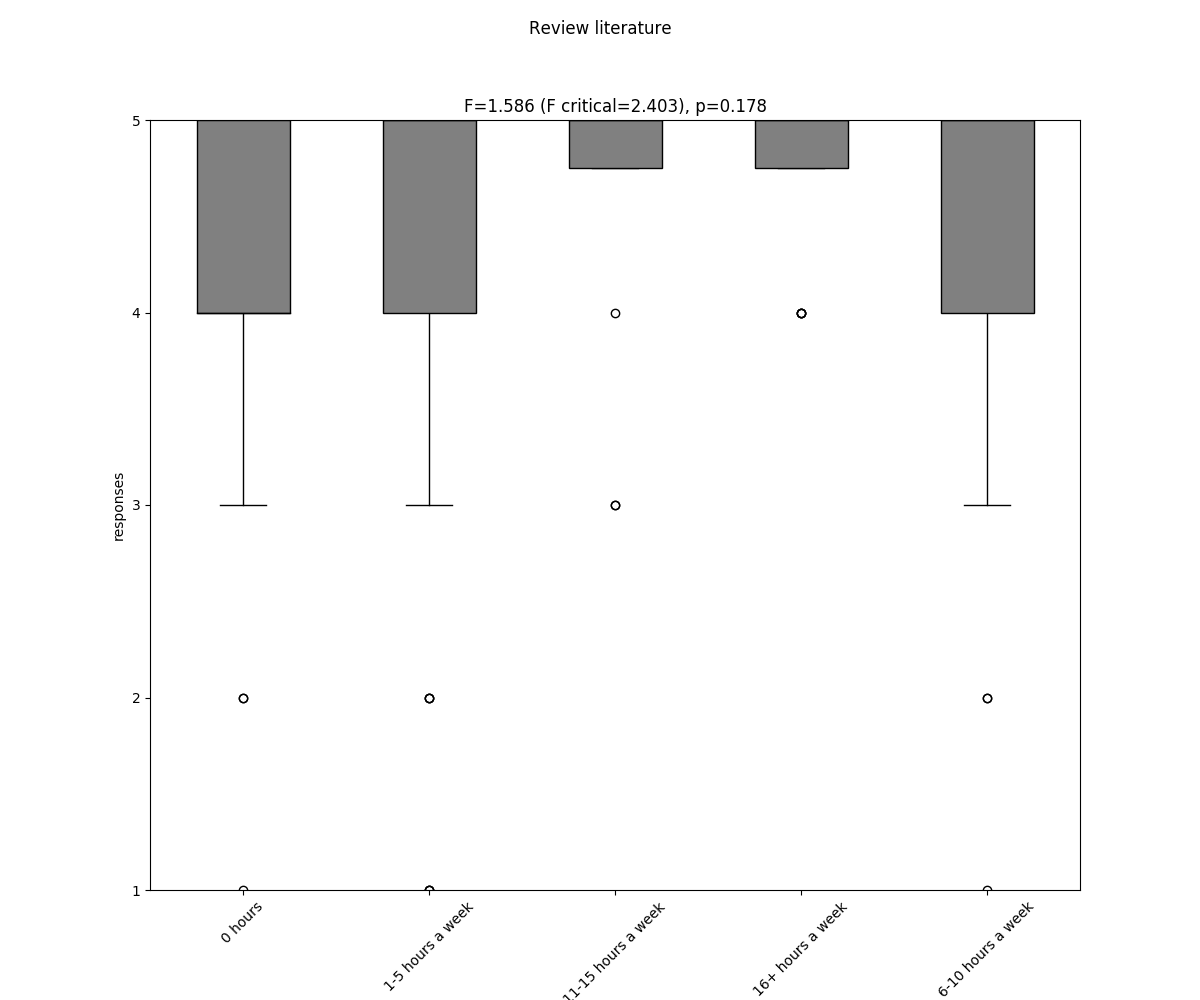 Review literature
F=1.586 (F critical=2.403), p=0.178
responses
5
4
3
2
1
0 hours
1-5 hours a week
11-15 hours a week
16+ hours a week
6-10 hours a week